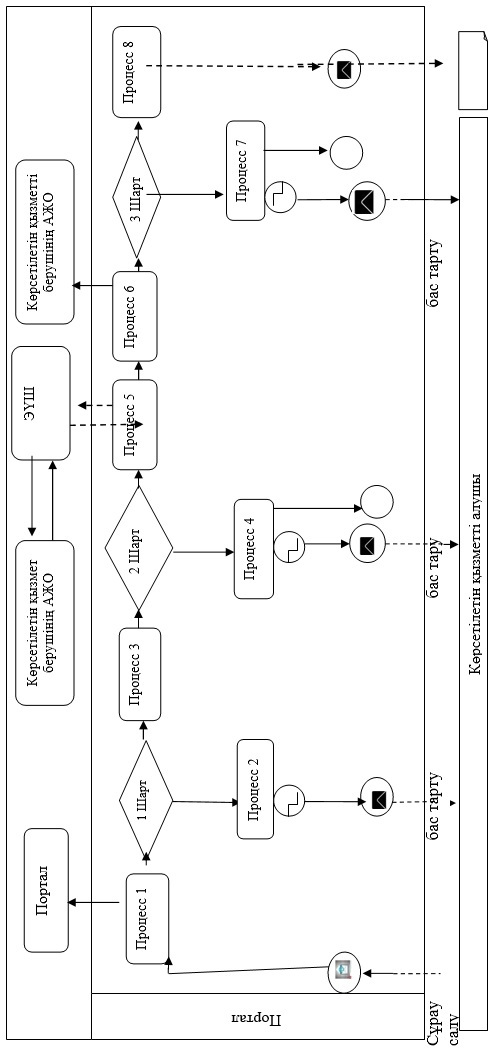 Портал
Көрсетілетін қызмет
берушінің АЖО
ЭҮШ
Көрсетілетін қызметті
берушінің АЖО
Портал
Процесс 1
1 Шарт
Процесс 3
2 Шарт
Процесс 5
Процесс 6
3 Шарт
Процесс 8
Процесс 2
Процесс 4
Процесс 7
Сұрау
салу
бас тарту
бас тару
бас тарту
Көрсетілетін қызметті алушы